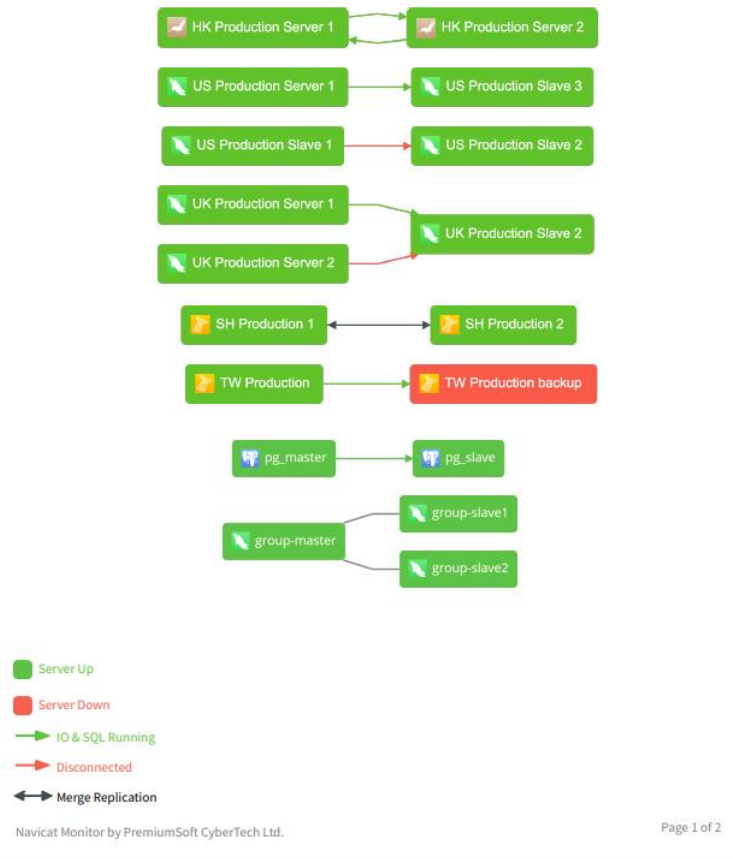 HK Production Server 1
HK Production Server 2
US Production Server 1
US Production Slave 3
US Production Slave 1
US Production Slave 2
UK Production Server 1
UK Production Slave 2
UK Production Server 2
SH Production 1
SH Production 2
TW Production
TW Production backup
pg_master
pg_slave
group-slave1
group-master
group-slave2
Server Up
Server Down
IO & SQL Running
Disconnected
Merge Replication
Navicat Monitor by PremiumSoft CyberTech Ltd.
Page 1 of 2